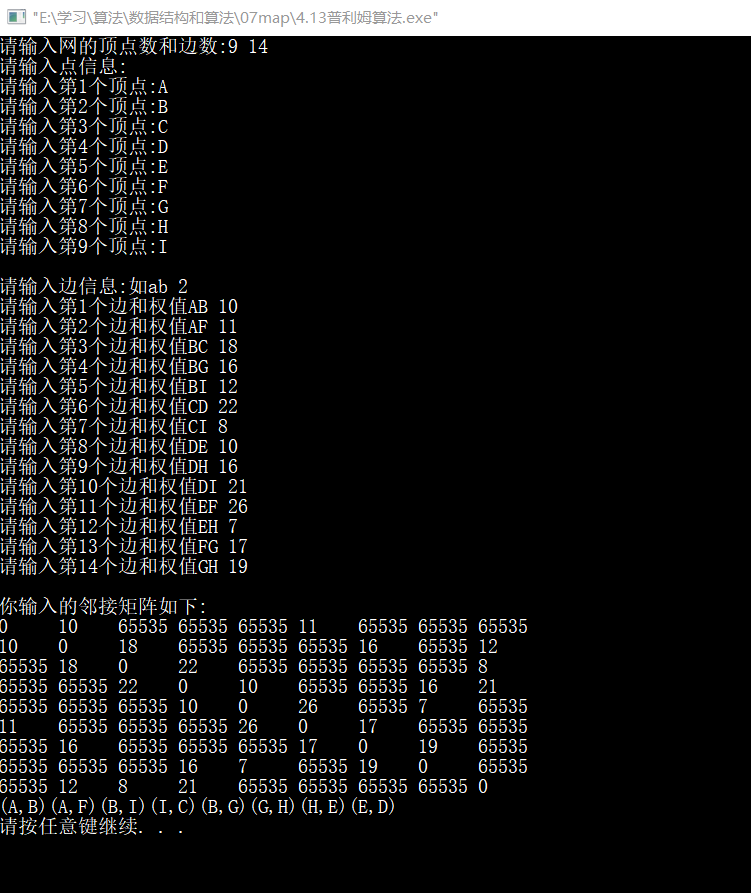 "E:\学习\算法\数据结构和算法\07map\4.13普利姆算法.exe"
请输入网的顶点数和边数:9 14
请输入点信息:
请输入第1个顶点:A
请输入第2个顶点:B
请输入第3个顶点:C
请输入第4个顶点:D
请输入第5个顶点:E
请输入第6个顶点:F
请输入第7个顶点:G
请输入第8个顶点:H
请输入第9个顶点:I
请输入边信息:如ab 2
请输入第1个边和权值AB 10
请输入第2个边和权值AF 11
请输入第3个边和权值BC 18
请输入第4个边和权值BG 16
请输入第5个边和权值BI 12
请输入第6个边和权值CD 22
请输入第7个边和权值CI 8
请输入第8个边和权值DE 10
请输入第9个边和权值DH 16
请输入第10个边和权值DI 21
请输入第11个边和权值EF 26
请输入第12个边和权值EH 7
请输入第13个边和权值FG 17
请输入第14个边和权值GH 19
你输入的邻接矩阵如下:
0 10 65535 65535 65535 11 65535 65535 65535
10 0 18 65535 65535 65535 16 65535 12
65535 18 0 22 65535 65535 65535 65535 8
65535 65535 22 0 10 65535 65535 16 21
65535 65535 65535 10 0 26 65535 7 65535
11 65535 65535 65535 26 0 17 65535 65535
65535 16 65535 65535 65535 17 0 19 65535
65535 65535 65535 16 7 65535 19 0 65535
65535 12 8 21 65535 65535 65535 65535 0
(A,B)(A,F)(B,I)(I,C)(B,G)(G,H)(H,E)(E,D)
请按任意键继续. . .